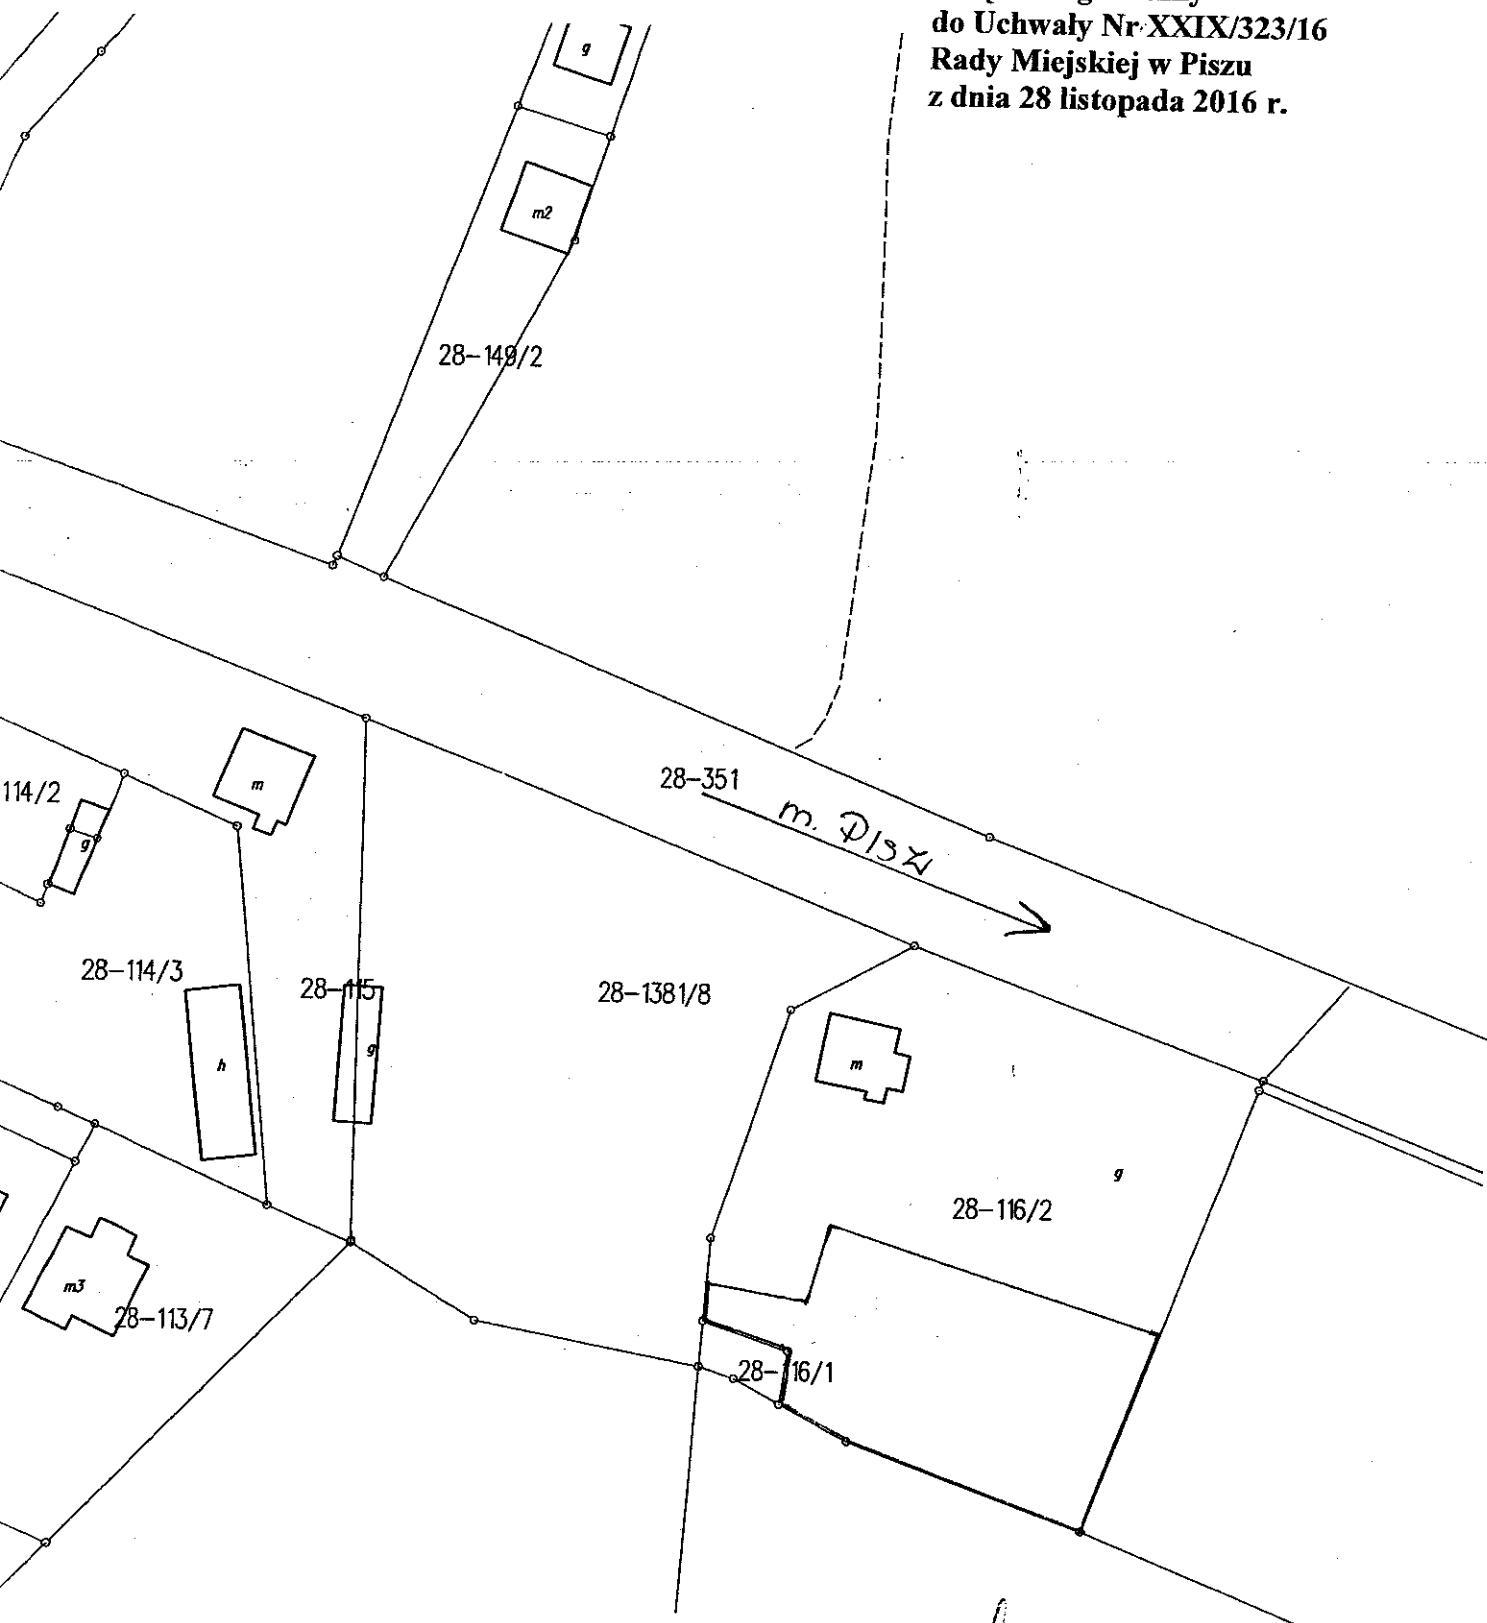 do Uchwały Nr XXIX/323/16
Rady Miejskiej w Piszu
z dnia 28 listopada 2016 r.
g
m2
28-149/2
28-351
m. Pisz
114/2
m
g
28-114/3
28-115
28-1381/8
h
g
m
g
28-116/2
m3
28-113/7
28-116/1